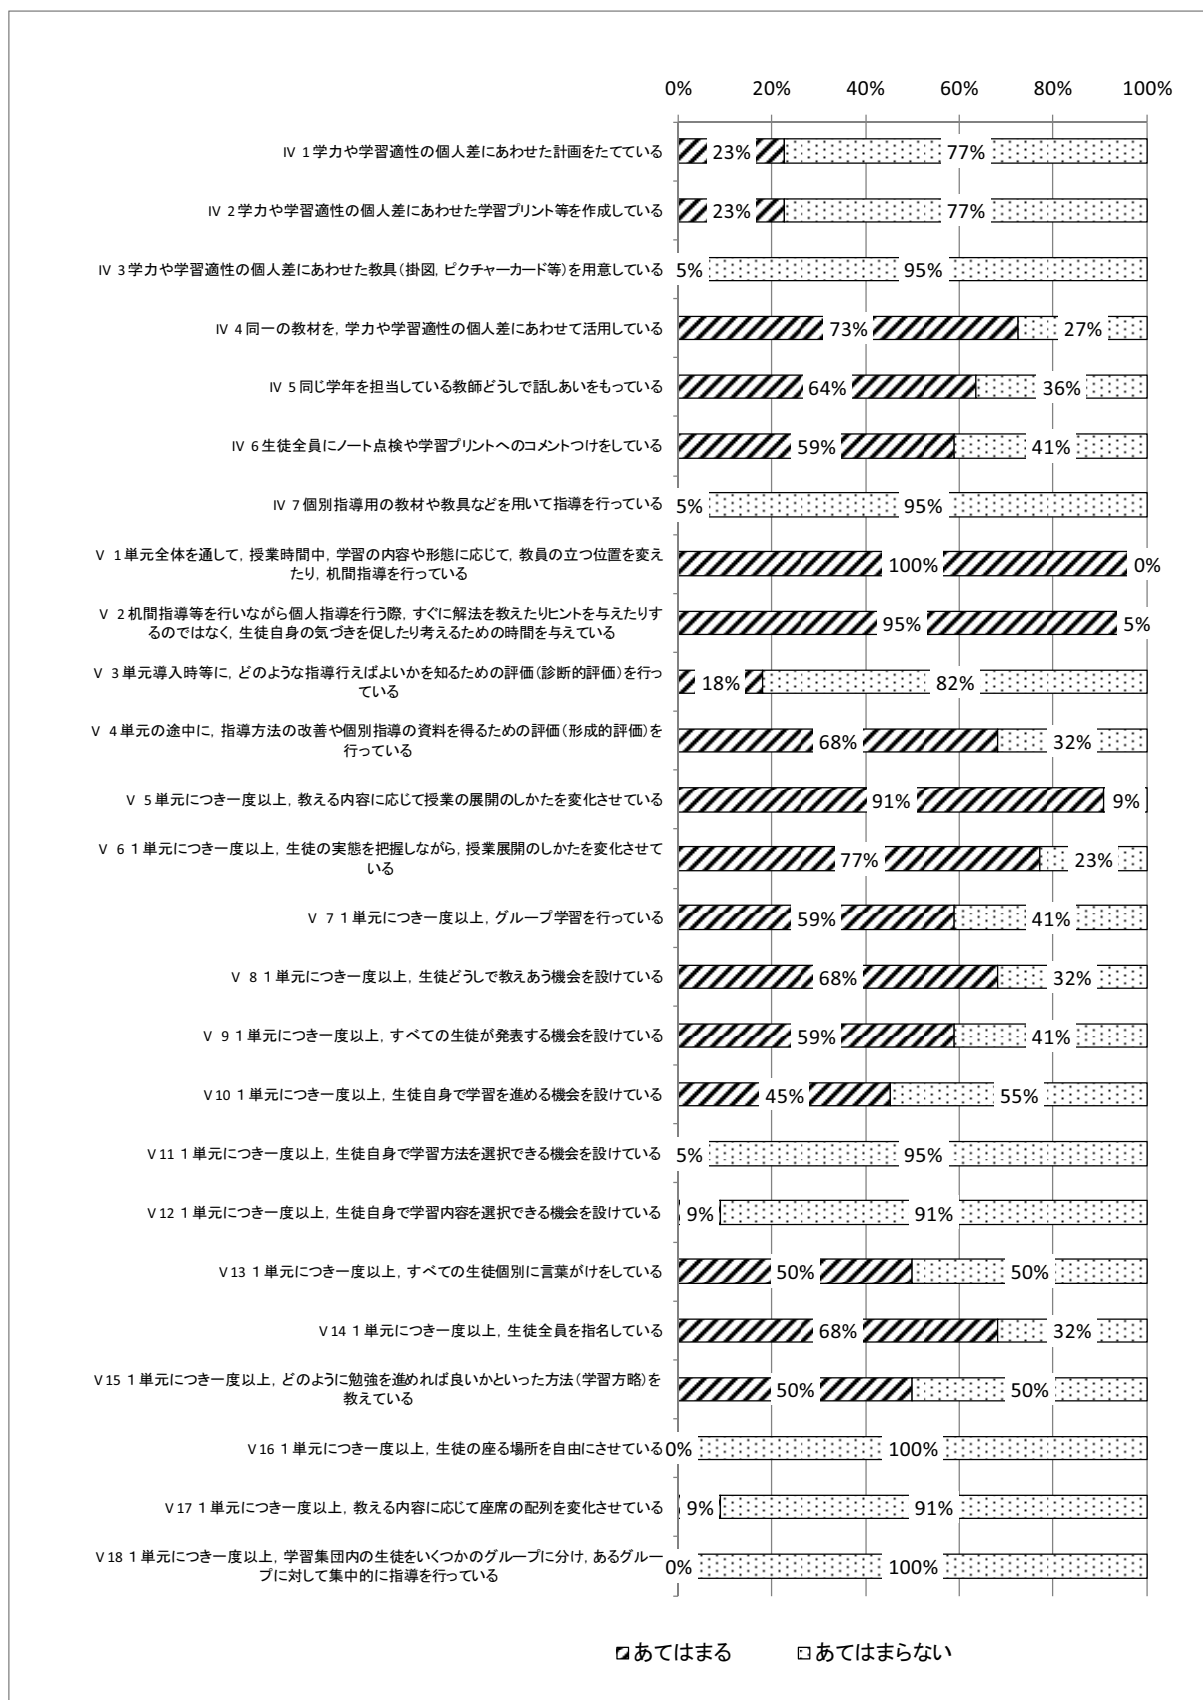 0% 20% 40% 60% 80% 100%
Ⅳ 1学力や学習適性の個人差にあわせた計画をたてている 23% 77%
Ⅳ 2学力や学習適性の個人差にあわせた学習プリント等を作成している 23% 77%
Ⅳ 3学力や学習適性の個人差にあわせた教具(掛図，ピクチャーカード等)を用意している 5% 95%
Ⅳ 4同一の教材を，学力や学習適性の個人差にあわせて活用している 73% 27%
Ⅳ 5同じ学年を担当している教師どうしで話しあいをもっている 64% 36%
Ⅳ 6生徒全員にノート点検や学習プリントへのコメントつけをしている 59% 41%
Ⅳ 7個別指導用の教材や教具などを用いて指導を行っている 5% 95%
Ⅴ 1単元全体を通して，授業時間中，学習の内容や形態に応じて，教員の立つ位置を変え
たり，机間指導を行っている 100% 0%
Ⅴ 2机間指導等を行いながら個人指導を行う際，すぐに解法を教えたりヒントを与えたりす
るのではなく，生徒自身の気づきを促したり考えるための時間を与えている 95% 5%
Ⅴ 3単元導入時等に，どのような指導行えばよいかを知るための評価(診断的評価)を行っ
ている 18% 82%
Ⅴ 4単元の途中に，指導方法の改善や個別指導の資料を得るための評価(形成的評価)を
行っている 68% 32%
Ⅴ 5単元につき一度以上，教える内容に応じて授業の展開のしかたを変化させている 91% 9%
Ⅴ 6 1単元につき一度以上，生徒の実態を把握しながら，授業展開のしかたを変化させて
いる 77% 23%
Ⅴ 7 1単元につき一度以上，グループ学習を行っている 59% 41%
Ⅴ 8 1単元につき一度以上，生徒どうしで教えあう機会を設けている 68% 32%
Ⅴ 9 1単元につき一度以上，すべての生徒が発表する機会を設けている 59% 41%
Ⅴ10 1単元につき一度以上，生徒自身で学習を進める機会を設けている 45% 55%
Ⅴ11 1単元につき一度以上，生徒自身で学習方法を選択できる機会を設けている 5% 95%
Ⅴ12 1単元につき一度以上，生徒自身で学習内容を選択できる機会を設けている 9% 91%
Ⅴ13 1単元につき一度以上，すべての生徒個別に言葉がけをしている 50% 50%
Ⅴ14 1単元につき一度以上，生徒全員を指名している 68% 32%
Ⅴ15 1単元につき一度以上，どのように勉強を進めれば良いかといった方法(学習方略)を
教えている 50% 50%
Ⅴ16 1単元につき一度以上，生徒の座る場所を自由にさせている 0% 100%
Ⅴ17 1単元につき一度以上，教える内容に応じて座席の配列を変化させている 9% 91%
Ⅴ18 1単元につき一度以上，学習集団内の生徒をいくつかのグループに分け，あるグルー
プに対して集中的に指導を行っている 0% 100%
あてはまる あてはまらない